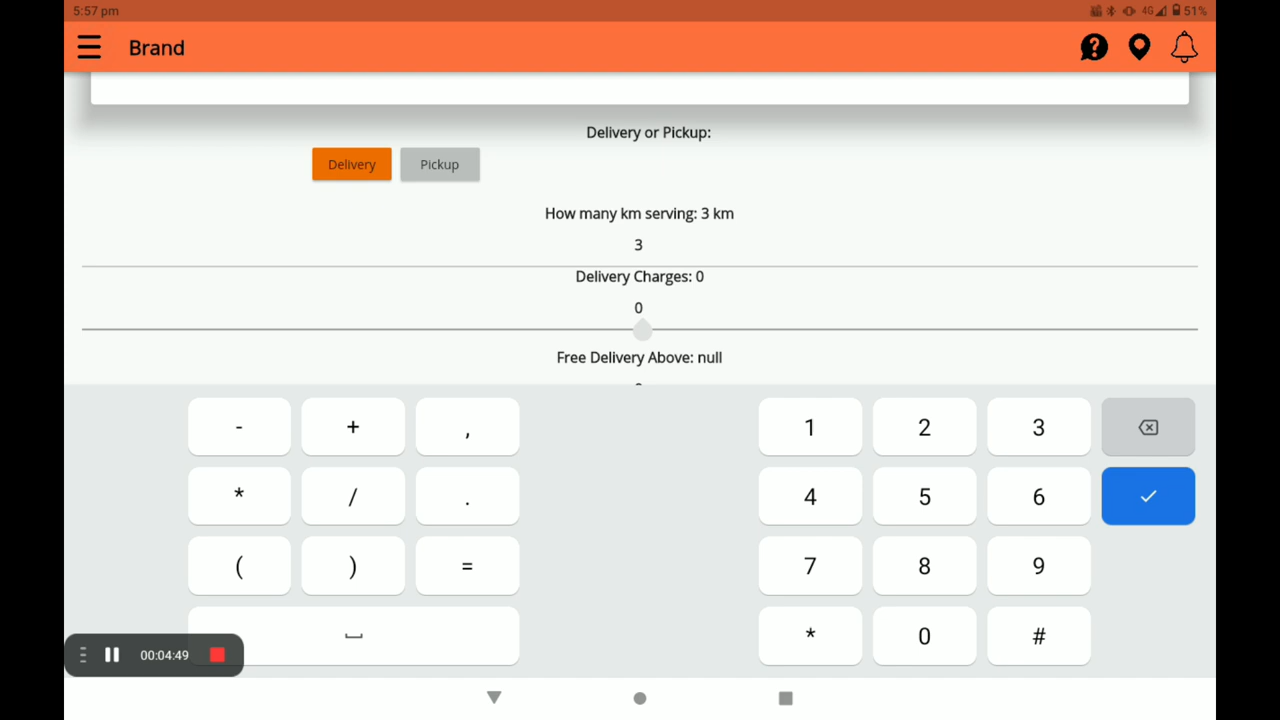 5:57 pm
4G 51%
Brand
Delivery or Pickup:
Delivery Pickup
How many km serving: 3 km
3
Delivery Charges: 0
0
Free Delivery Above: null
- + , 1 2 3
* / . 4 5 6
( ) = 7 8 9
* 0 #
00:04:49